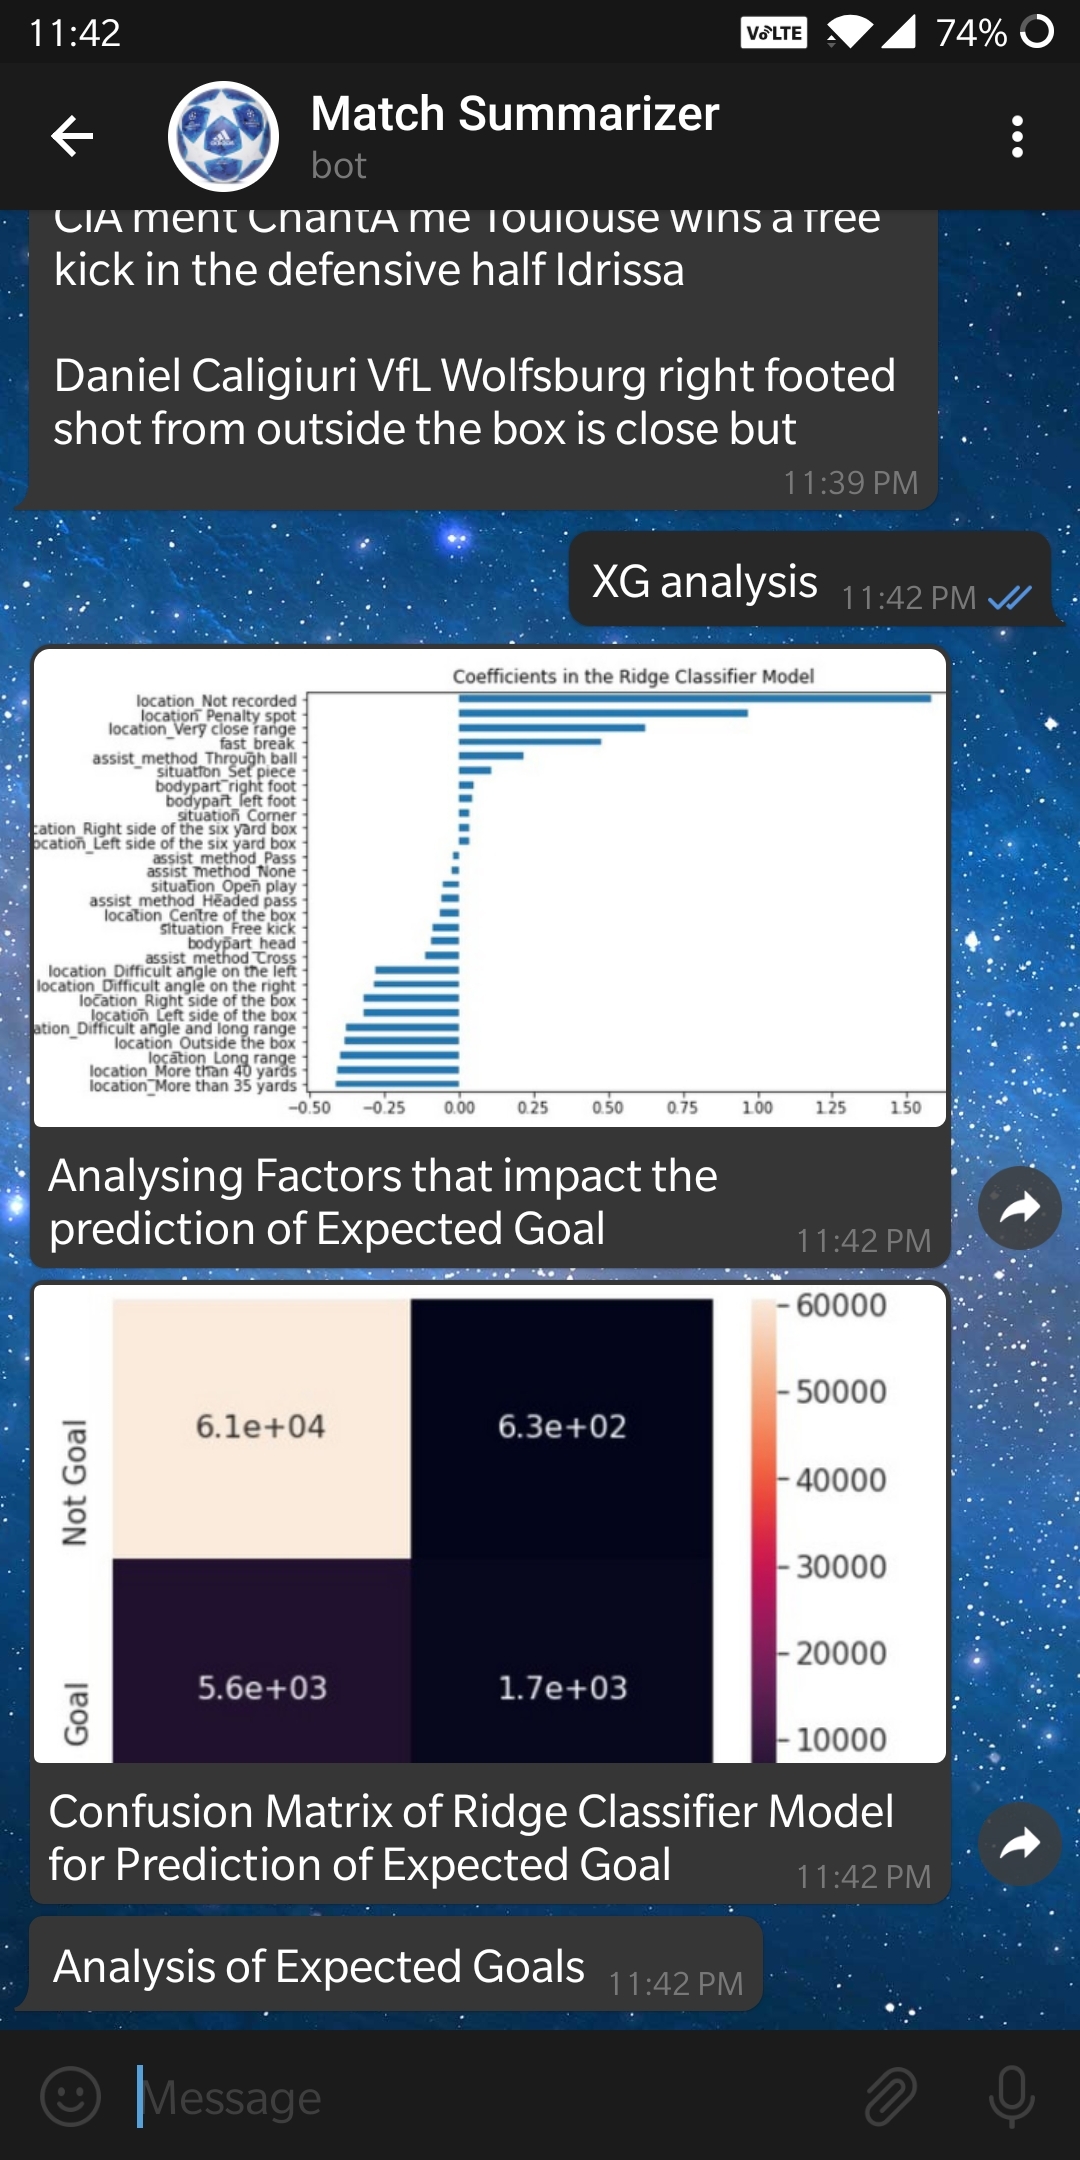 11:42
VoLTE
74%
Match Summarizer
bot
CIA ment ChantA me Toulouse wins a free
kick in the defensive half Idrissa
Daniel Caligiuri VfL Wolfsburg right footed
shot from outside the box is close but
11:39 PM
XG analysis
11:42 PM
Coefficients in the Ridge Classifier Model
location_Not recorded
location_Penalty spot
location_Very close range
fast_break
assist_method_Through ball
situation_Set piece
bodypart_right foot
bodypart_left foot
situation_Corner
cation_Right side of the six yard box
ocation_Left side of the six yard box
assist_method_Pass
assist_method_None
situation_Open play
assist_method_Headed pass
location_Centre of the box
situation_Free kick
bodypart_head
assist_method_Cross
location_Difficult angle on the left
location_Difficult angle on the right
location_Right side of the box
location_Left side of the box
ation_Difficult angle and long range
location_Outside the box
location_Long range
location_More than 40 yards
location_More than 35 yards
−0.50 −0.25 0.00 0.25 0.50 0.75 1.00 1.25 1.50
Analysing Factors that impact the
prediction of Expected Goal
11:42 PM
Not Goal
Goal
6.1e+04 6.3e+02
5.6e+03 1.7e+03
60000
50000
40000
30000
20000
10000
Confusion Matrix of Ridge Classifier Model
for Prediction of Expected Goal
11:42 PM
Analysis of Expected Goals
11:42 PM
Message